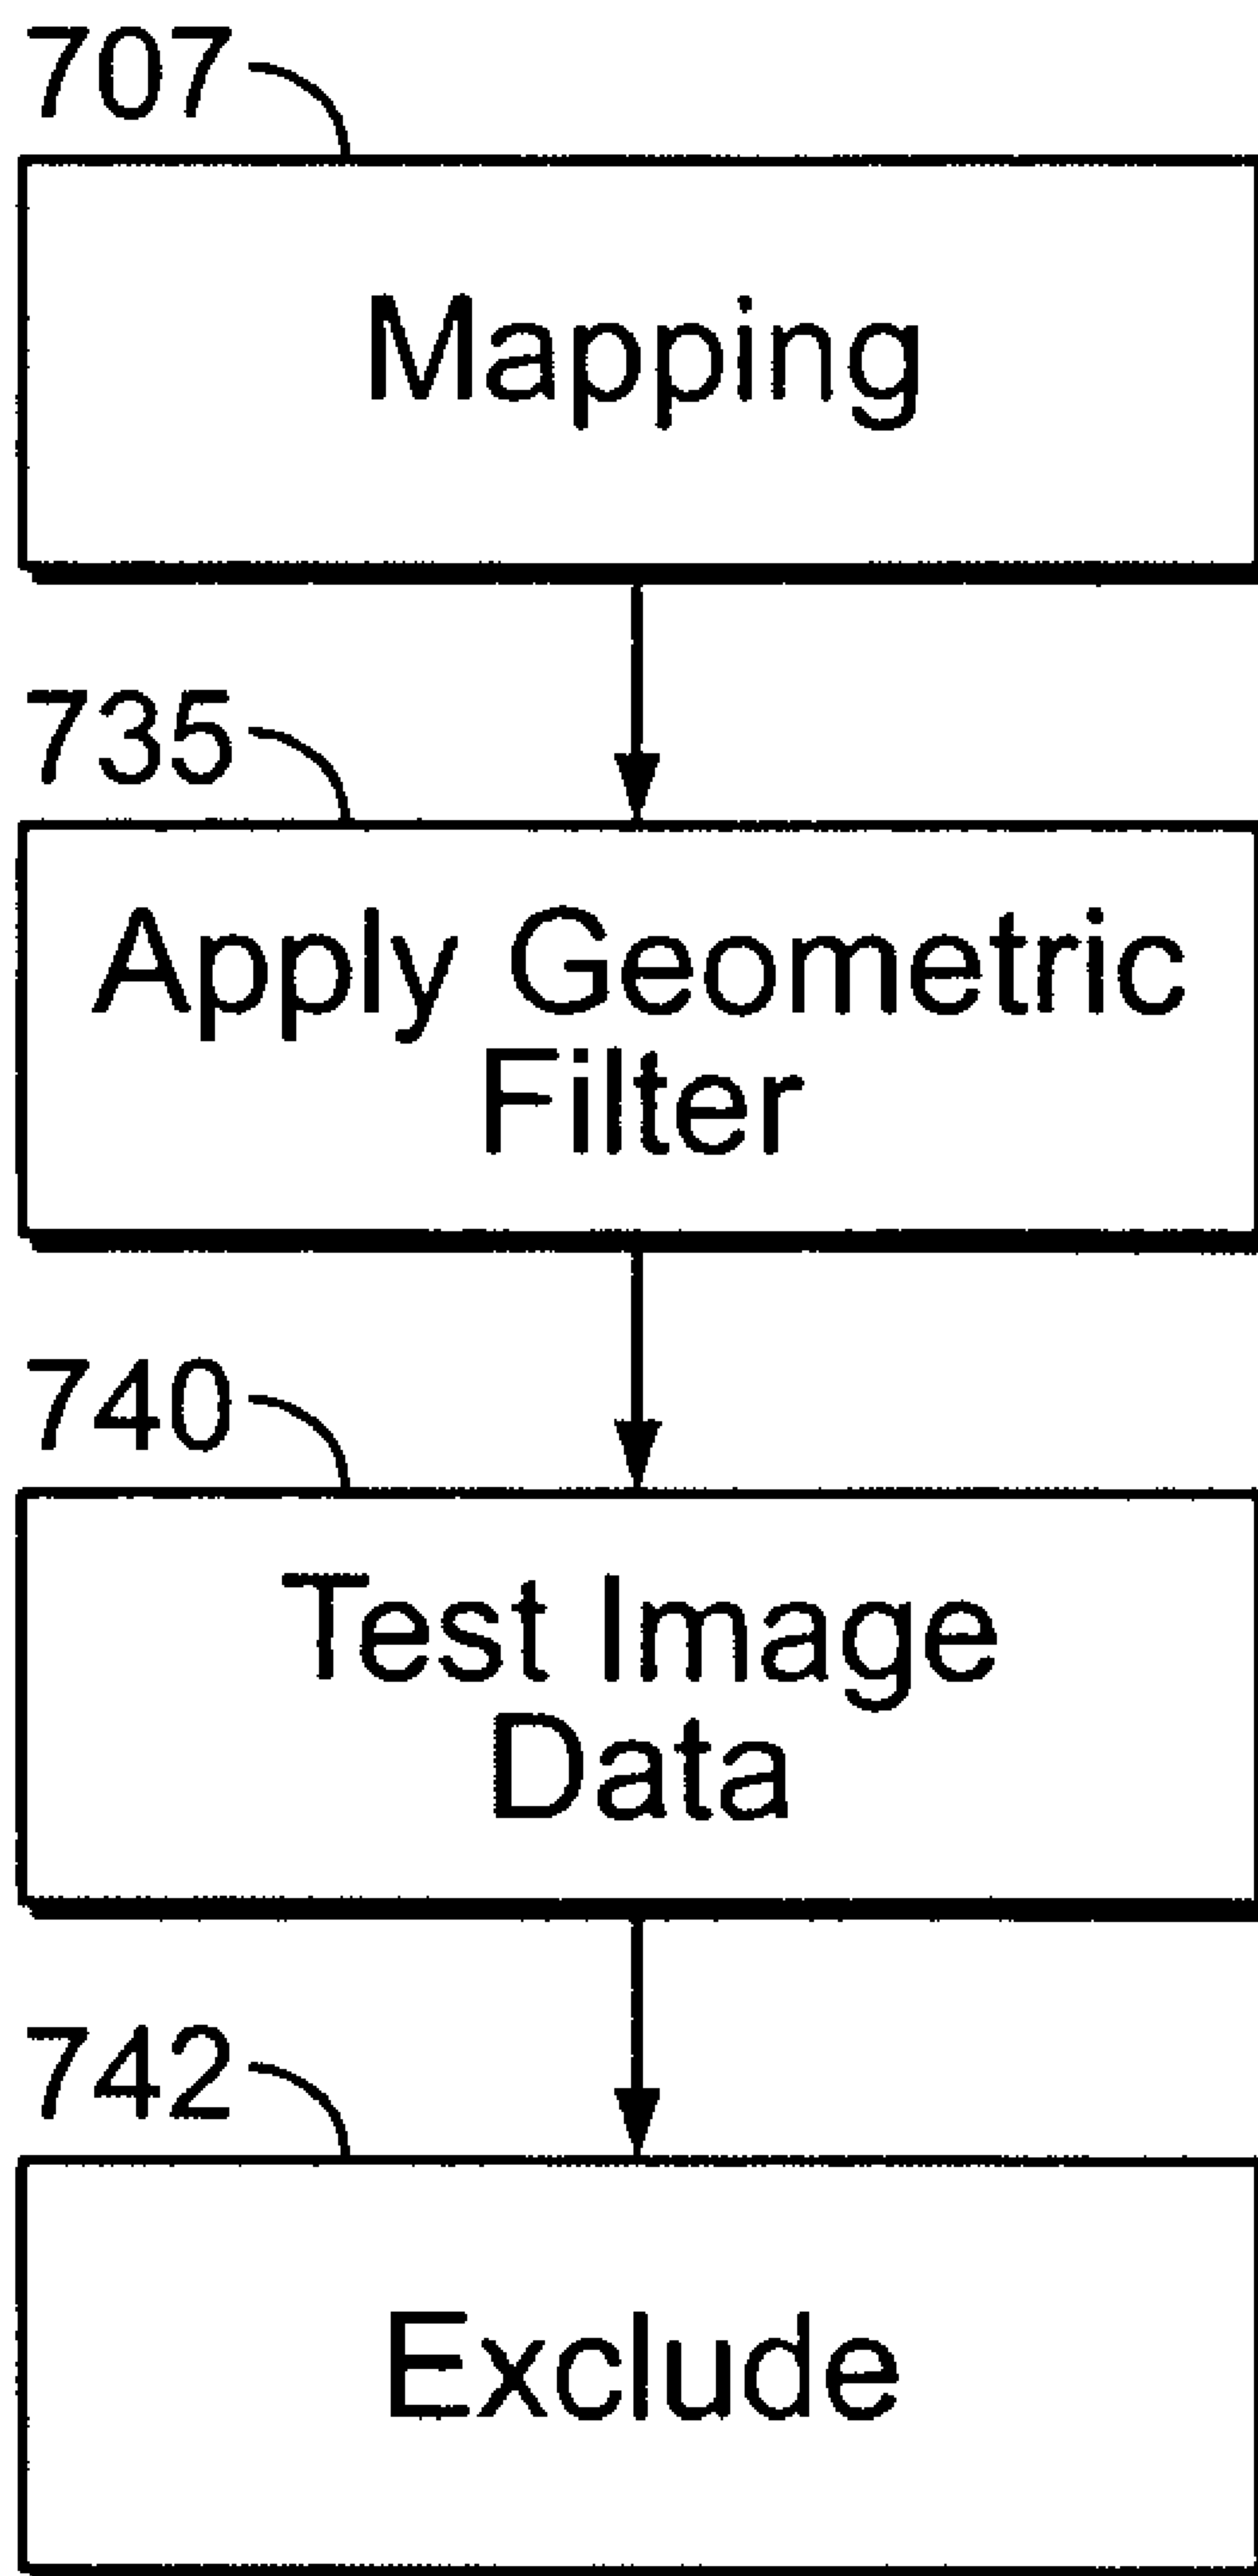 707
Mapping
735
Apply Geometric
Filter
740
Test Image
Data
742
Exclude